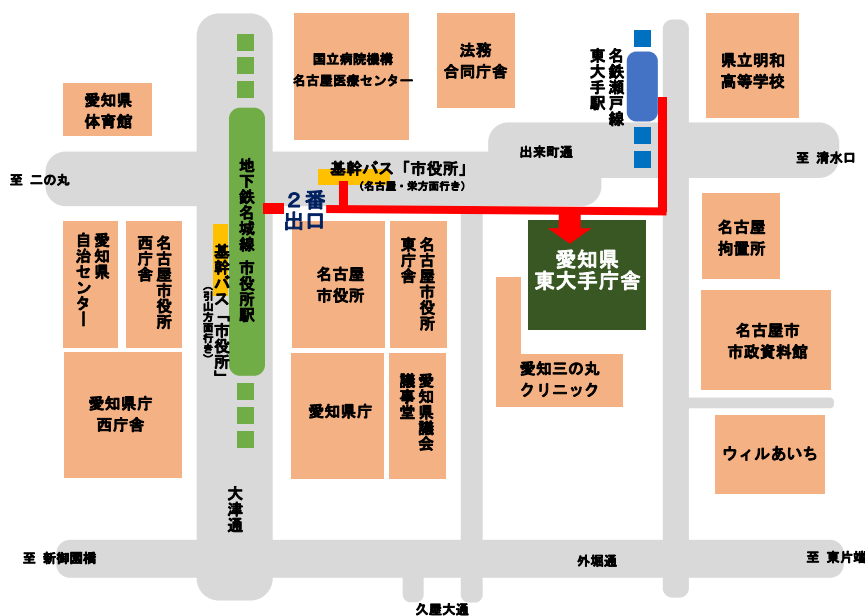 国立病院機構
名古屋医療センター
法務
合同庁舎
名鉄瀬戸線
東大手駅
県立明和
高等学校
愛知県
体育館
至 二の丸
基幹バス「市役所」
(名古屋・栄方面行き)
出来町通
至 清水口
地下鉄名城線 市役所駅
2番
出口
愛知県
自治センター
名古屋市役所
西庁舎
基幹バス「市役所」
(引山方面行き)
名古屋
市役所
名古屋市役所
東庁舎
愛知県
東大手庁舎
名古屋
拘置所
名古屋市
市政資料館
愛知三の丸
クリニック
愛知県庁
西庁舎
愛知県庁
愛知県議会
議事堂
ウィルあいち
大津通
至 新御園橋
外堀通
至 東片端
久屋大通